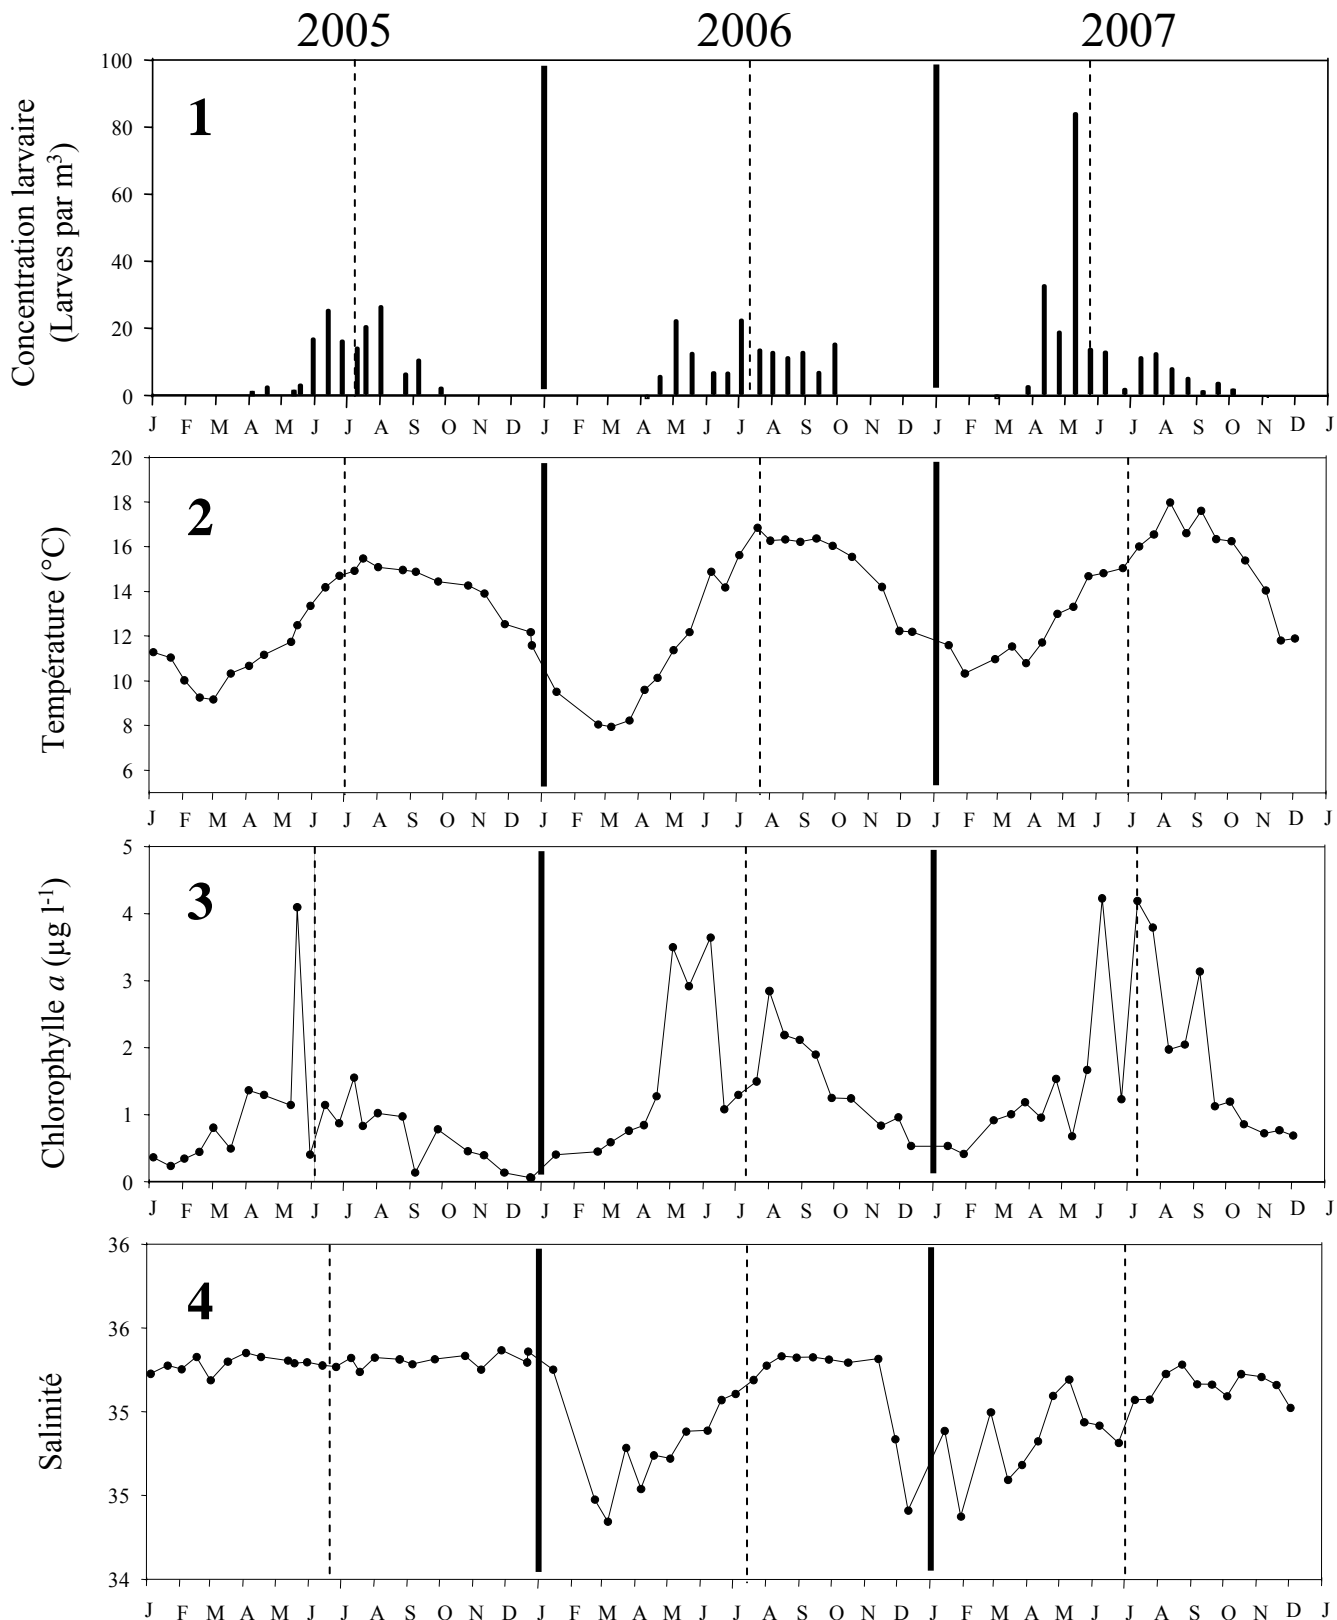 2005 2006 2007
100
80
60
40
20
0
1
Concentration larvaire
(Larves par m³)
J F M A M J J A S O N D J F M A M J J A S O N D J F M A M J J A S O N D J
20
18
16
14
12
10
8
6
2
Température (°C)
J F M A M J J A S O N D J F M A M J J A S O N D J F M A M J J A S O N D J
5
4
3
2
1
0
3
Chlorophylle a (µg l⁻¹)
J F M A M J J A S O N D J F M A M J J A S O N D J F M A M J J A S O N D J
36
36
35
35
34
4
Salinité
J F M A M J J A S O N D J F M A M J J A S O N D J F M A M J J A S O N D J